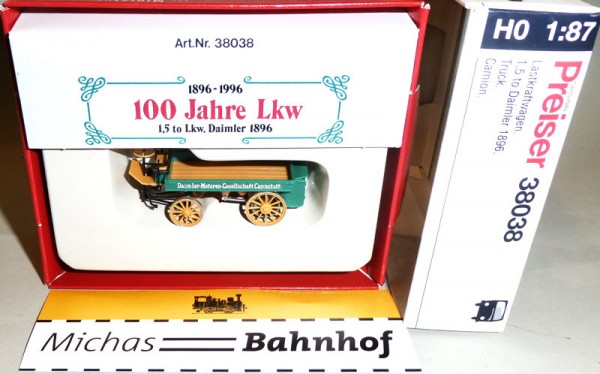 Art.Nr. 38038
1896-1996
100 Jahre Lkw
1,5 to Lkw, Daimler 1896
Daimler-Motoren-Gesellschaft Cannstatt.
H0 1:87
Preiser 38038
Lastkraftwagen,
1,5 to Daimler 1896
Truck.
Camion
Michas Bahnhof